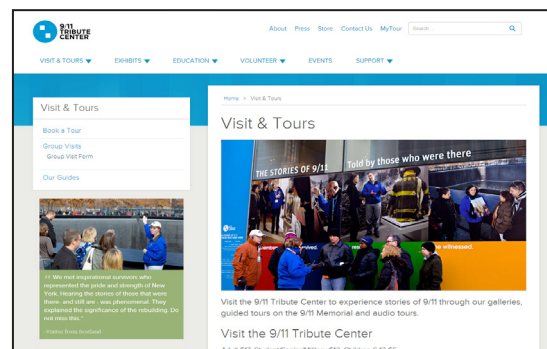 9/11
TRIBUTE
CENTER
About Press Store Contact Us MyTour Search...
VISIT & TOURS EXHIBITS EDUCATION VOLUNTEER EVENTS SUPPORT
Visit & Tours
Book a Tour
Group Visits
Group Visit Form
Our Guides
“ We met inspirational survivors who
represented the pride and strength of New
York. Hearing the stories of those that were
there, and still are - was phenomenal. They
explained the significance of the rebuilding. Do
not miss this.”
Home > Visit & Tours
Visit & Tours
THE STORIES OF 9/11 Told by those who were there
witnessed.
Visit the 9/11 Tribute Center to experience stories of 9/11 through our galleries,
guided tours on the 9/11 Memorial and audio tours.
Visit the 9/11 Tribute Center